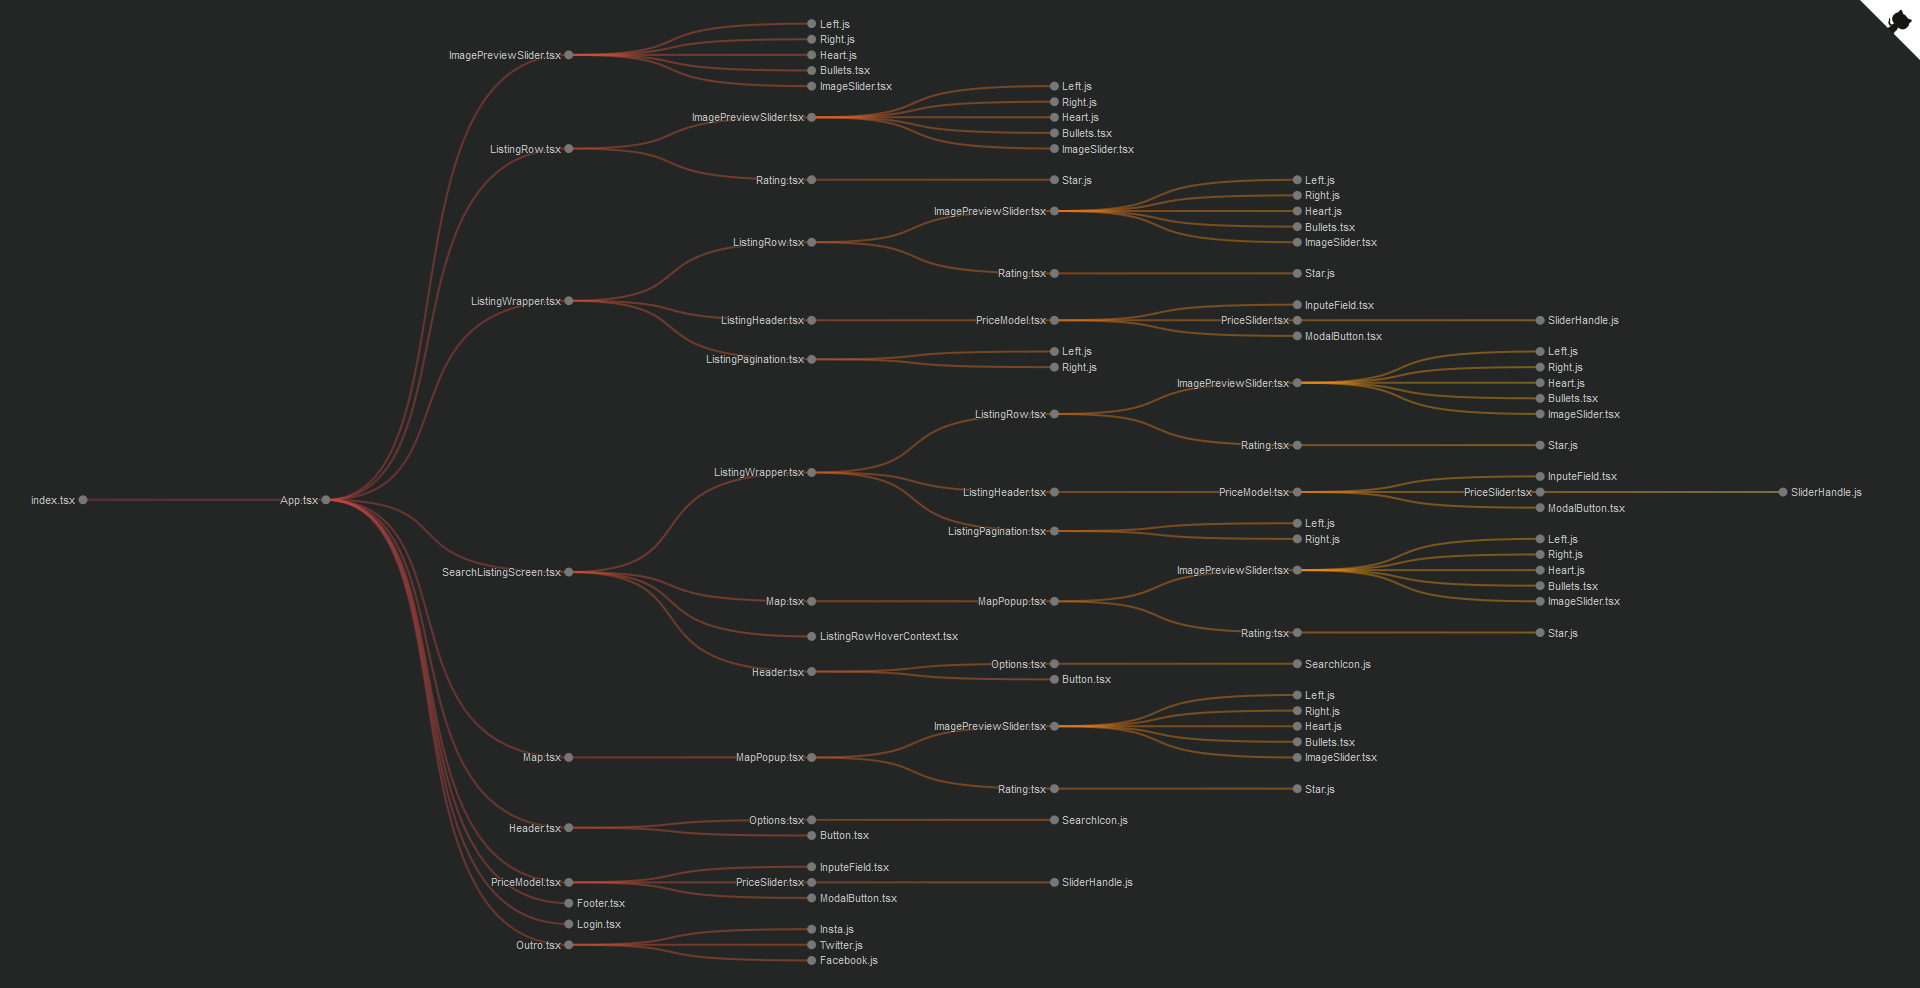 index.tsx
App.tsx
ImagePreviewSlider.tsx
Left.js
Right.js
Heart.js
Bullets.tsx
ImageSlider.tsx
ListingRow.tsx
ImagePreviewSlider.tsx
Left.js
Right.js
Heart.js
Bullets.tsx
ImageSlider.tsx
Rating.tsx
Star.js
ListingWrapper.tsx
ListingRow.tsx
ImagePreviewSlider.tsx
Left.js
Right.js
Heart.js
Bullets.tsx
ImageSlider.tsx
Rating.tsx
Star.js
ListingHeader.tsx
PriceModel.tsx
InputeField.tsx
PriceSlider.tsx
SliderHandle.js
ModalButton.tsx
ListingPagination.tsx
Left.js
Right.js
SearchListingScreen.tsx
ListingWrapper.tsx
ListingRow.tsx
ImagePreviewSlider.tsx
Left.js
Right.js
Heart.js
Bullets.tsx
ImageSlider.tsx
Rating.tsx
Star.js
ListingHeader.tsx
PriceModel.tsx
InputeField.tsx
PriceSlider.tsx
SliderHandle.js
ModalButton.tsx
ListingPagination.tsx
Left.js
Right.js
Map.tsx
MapPopup.tsx
ImagePreviewSlider.tsx
Left.js
Right.js
Heart.js
Bullets.tsx
ImageSlider.tsx
Rating.tsx
Star.js
ListingRowHoverContext.tsx
Header.tsx
Options.tsx
SearchIcon.js
Button.tsx
Map.tsx
MapPopup.tsx
ImagePreviewSlider.tsx
Left.js
Right.js
Heart.js
Bullets.tsx
ImageSlider.tsx
Rating.tsx
Star.js
Header.tsx
Options.tsx
SearchIcon.js
Button.tsx
PriceModel.tsx
InputeField.tsx
PriceSlider.tsx
SliderHandle.js
ModalButton.tsx
Footer.tsx
Login.tsx
Outro.tsx
Insta.js
Twitter.js
Facebook.js